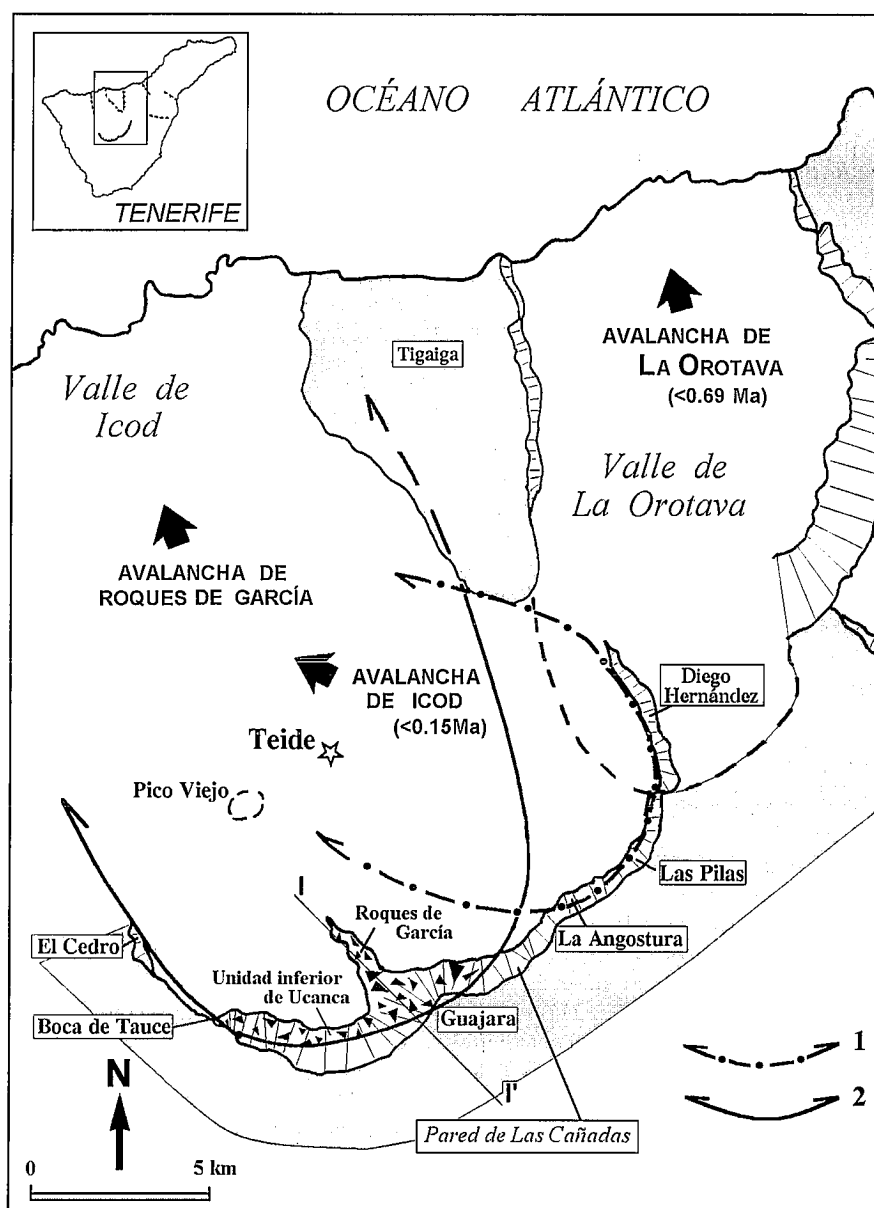 OCÉANO ATLÁNTICO
TENERIFE
Tigaiga
AVALANCHA DE
LA OROTAVA
(<0.69 Ma)
Valle de
Icod
Valle de
La Orotava
AVALANCHA DE
ROQUES DE GARCÍA
AVALANCHA
DE ICOD
(<0.15Ma)
Diego
Hernández
Teide
Pico Viejo
Las Pilas
I
Roques de
García
La Angostura
El Cedro
Unidad inferior
de Ucanca
Boca de Tauce
Guajara
1
N
I'
2
Pared de Las Cañadas
0 5 km